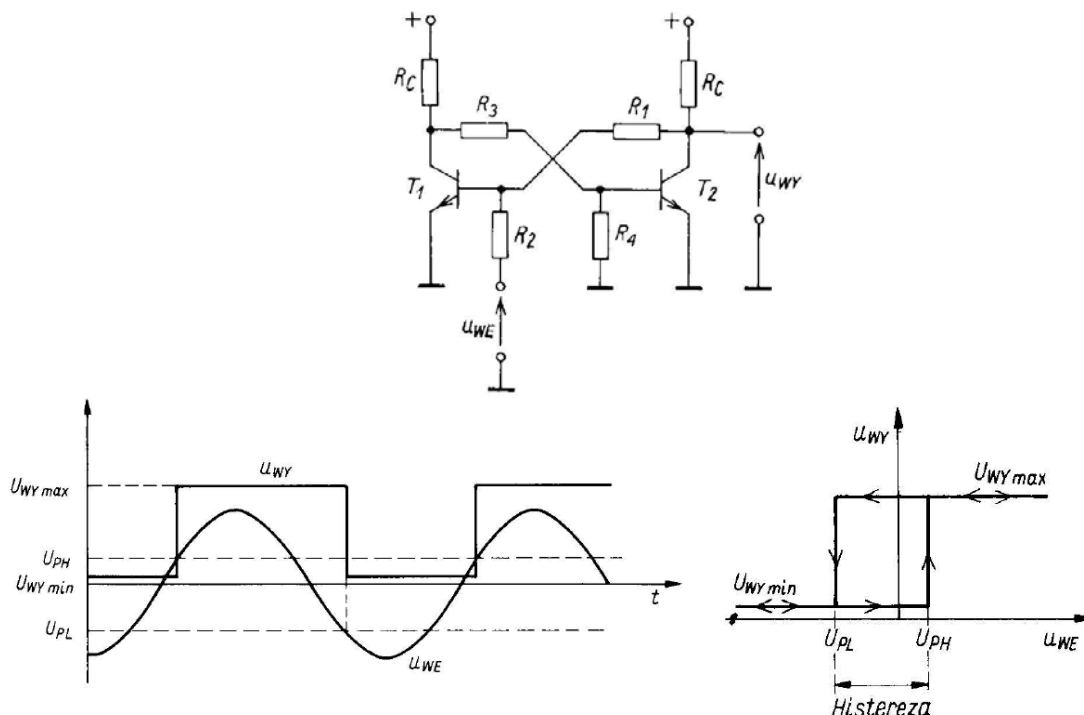 + +
R_C R_3 R_1 R_C
T_1 T_2 u_WY
R_2 R_4
u_WE
u_WY u_WY
U_WY max U_WY max
U_PH
U_WY min t U_WY min
U_PL U_PL U_PH u_WE
u_WE
Histereza